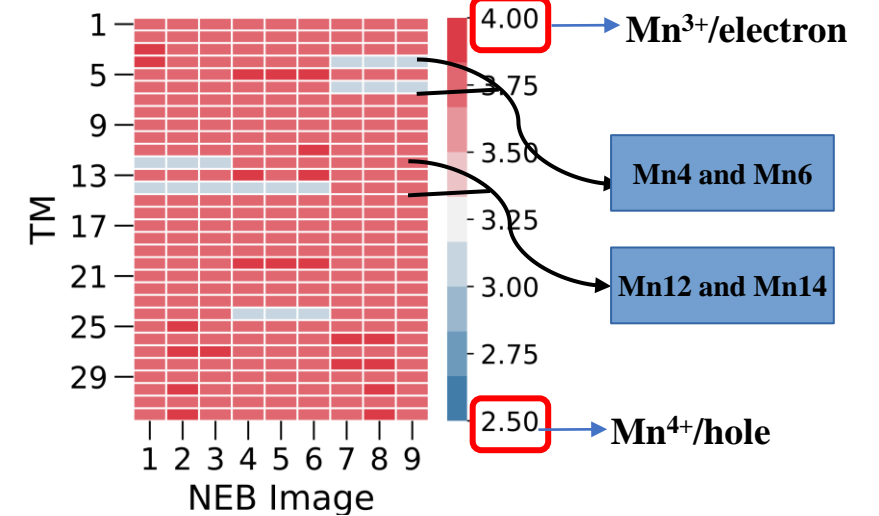 1
5
9
13
17
21
25
29
TM
1 2 3 4 5 6 7 8 9
NEB Image
4.00
3.75
3.50
3.25
3.00
2.75
2.50
Mn³⁺/electron
Mn4 and Mn6
Mn12 and Mn14
Mn⁴⁺/hole